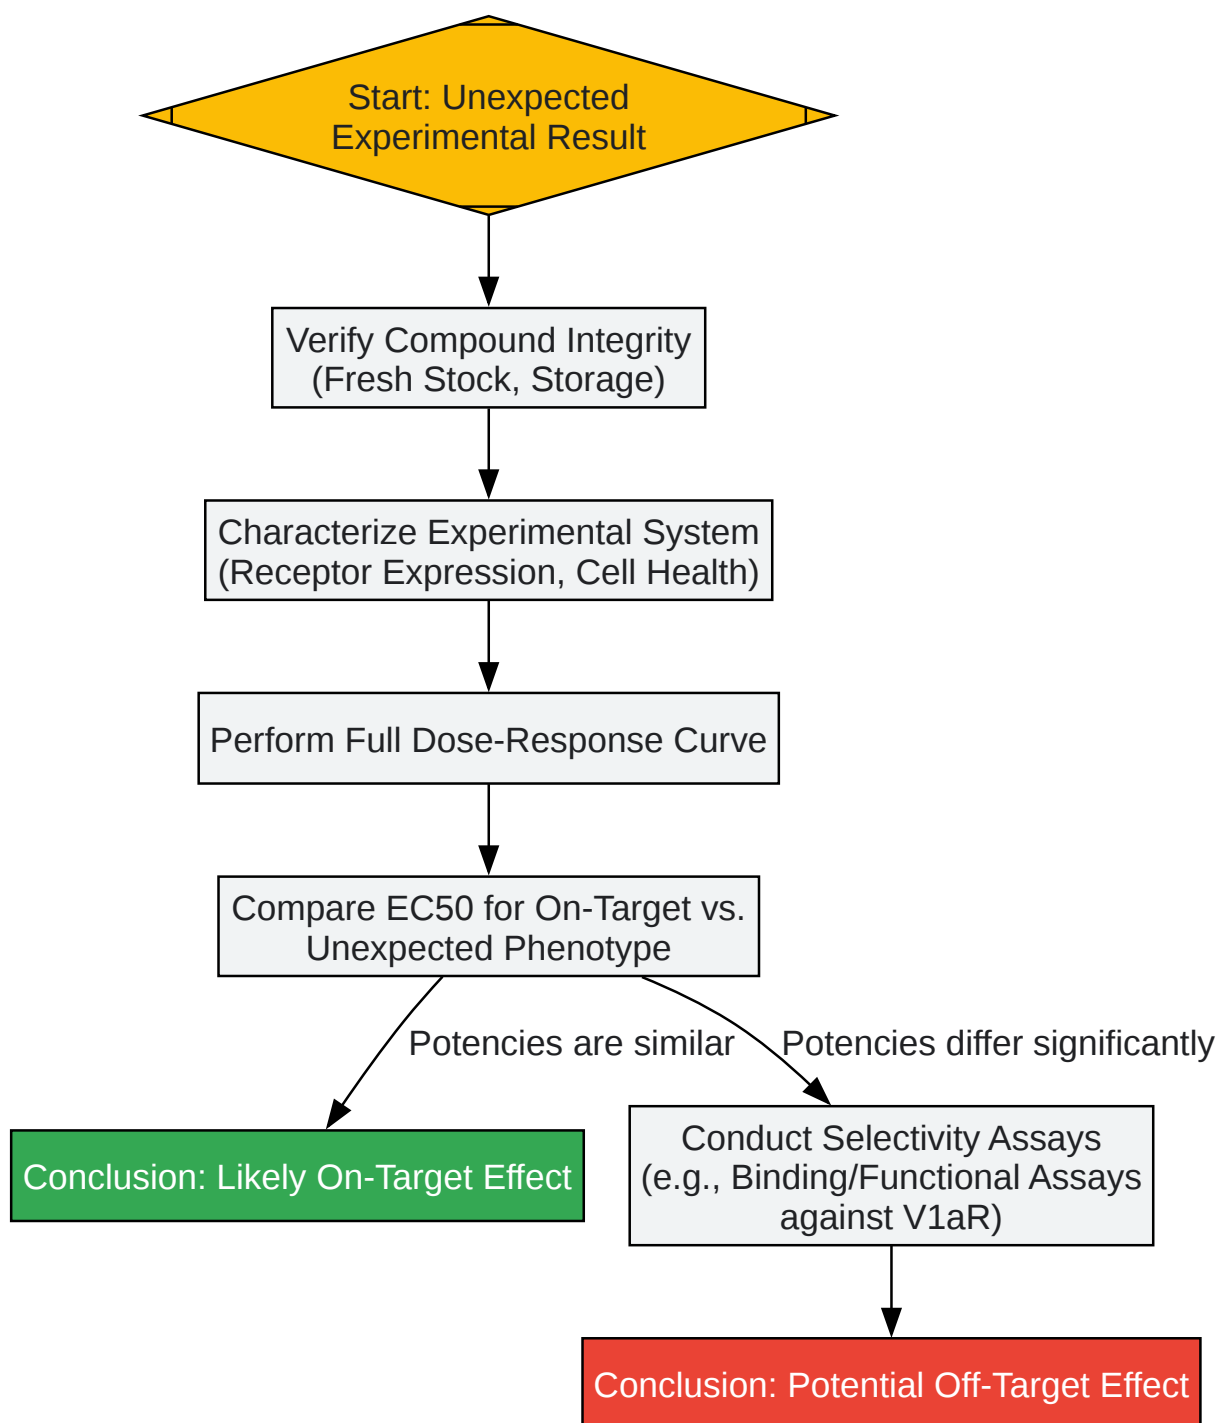 Start: Unexpected
Experimental Result
Verify Compound Integrity
(Fresh Stock, Storage)
Characterize Experimental System
(Receptor Expression, Cell Health)
Perform Full Dose-Response Curve
Compare EC50 for On-Target vs.
Unexpected Phenotype
Potencies are similar
Potencies differ significantly
Conclusion: Likely On-Target Effect
Conduct Selectivity Assays
(e.g., Binding/Functional Assays
against V1aR)
Conclusion: Potential Off-Target Effect